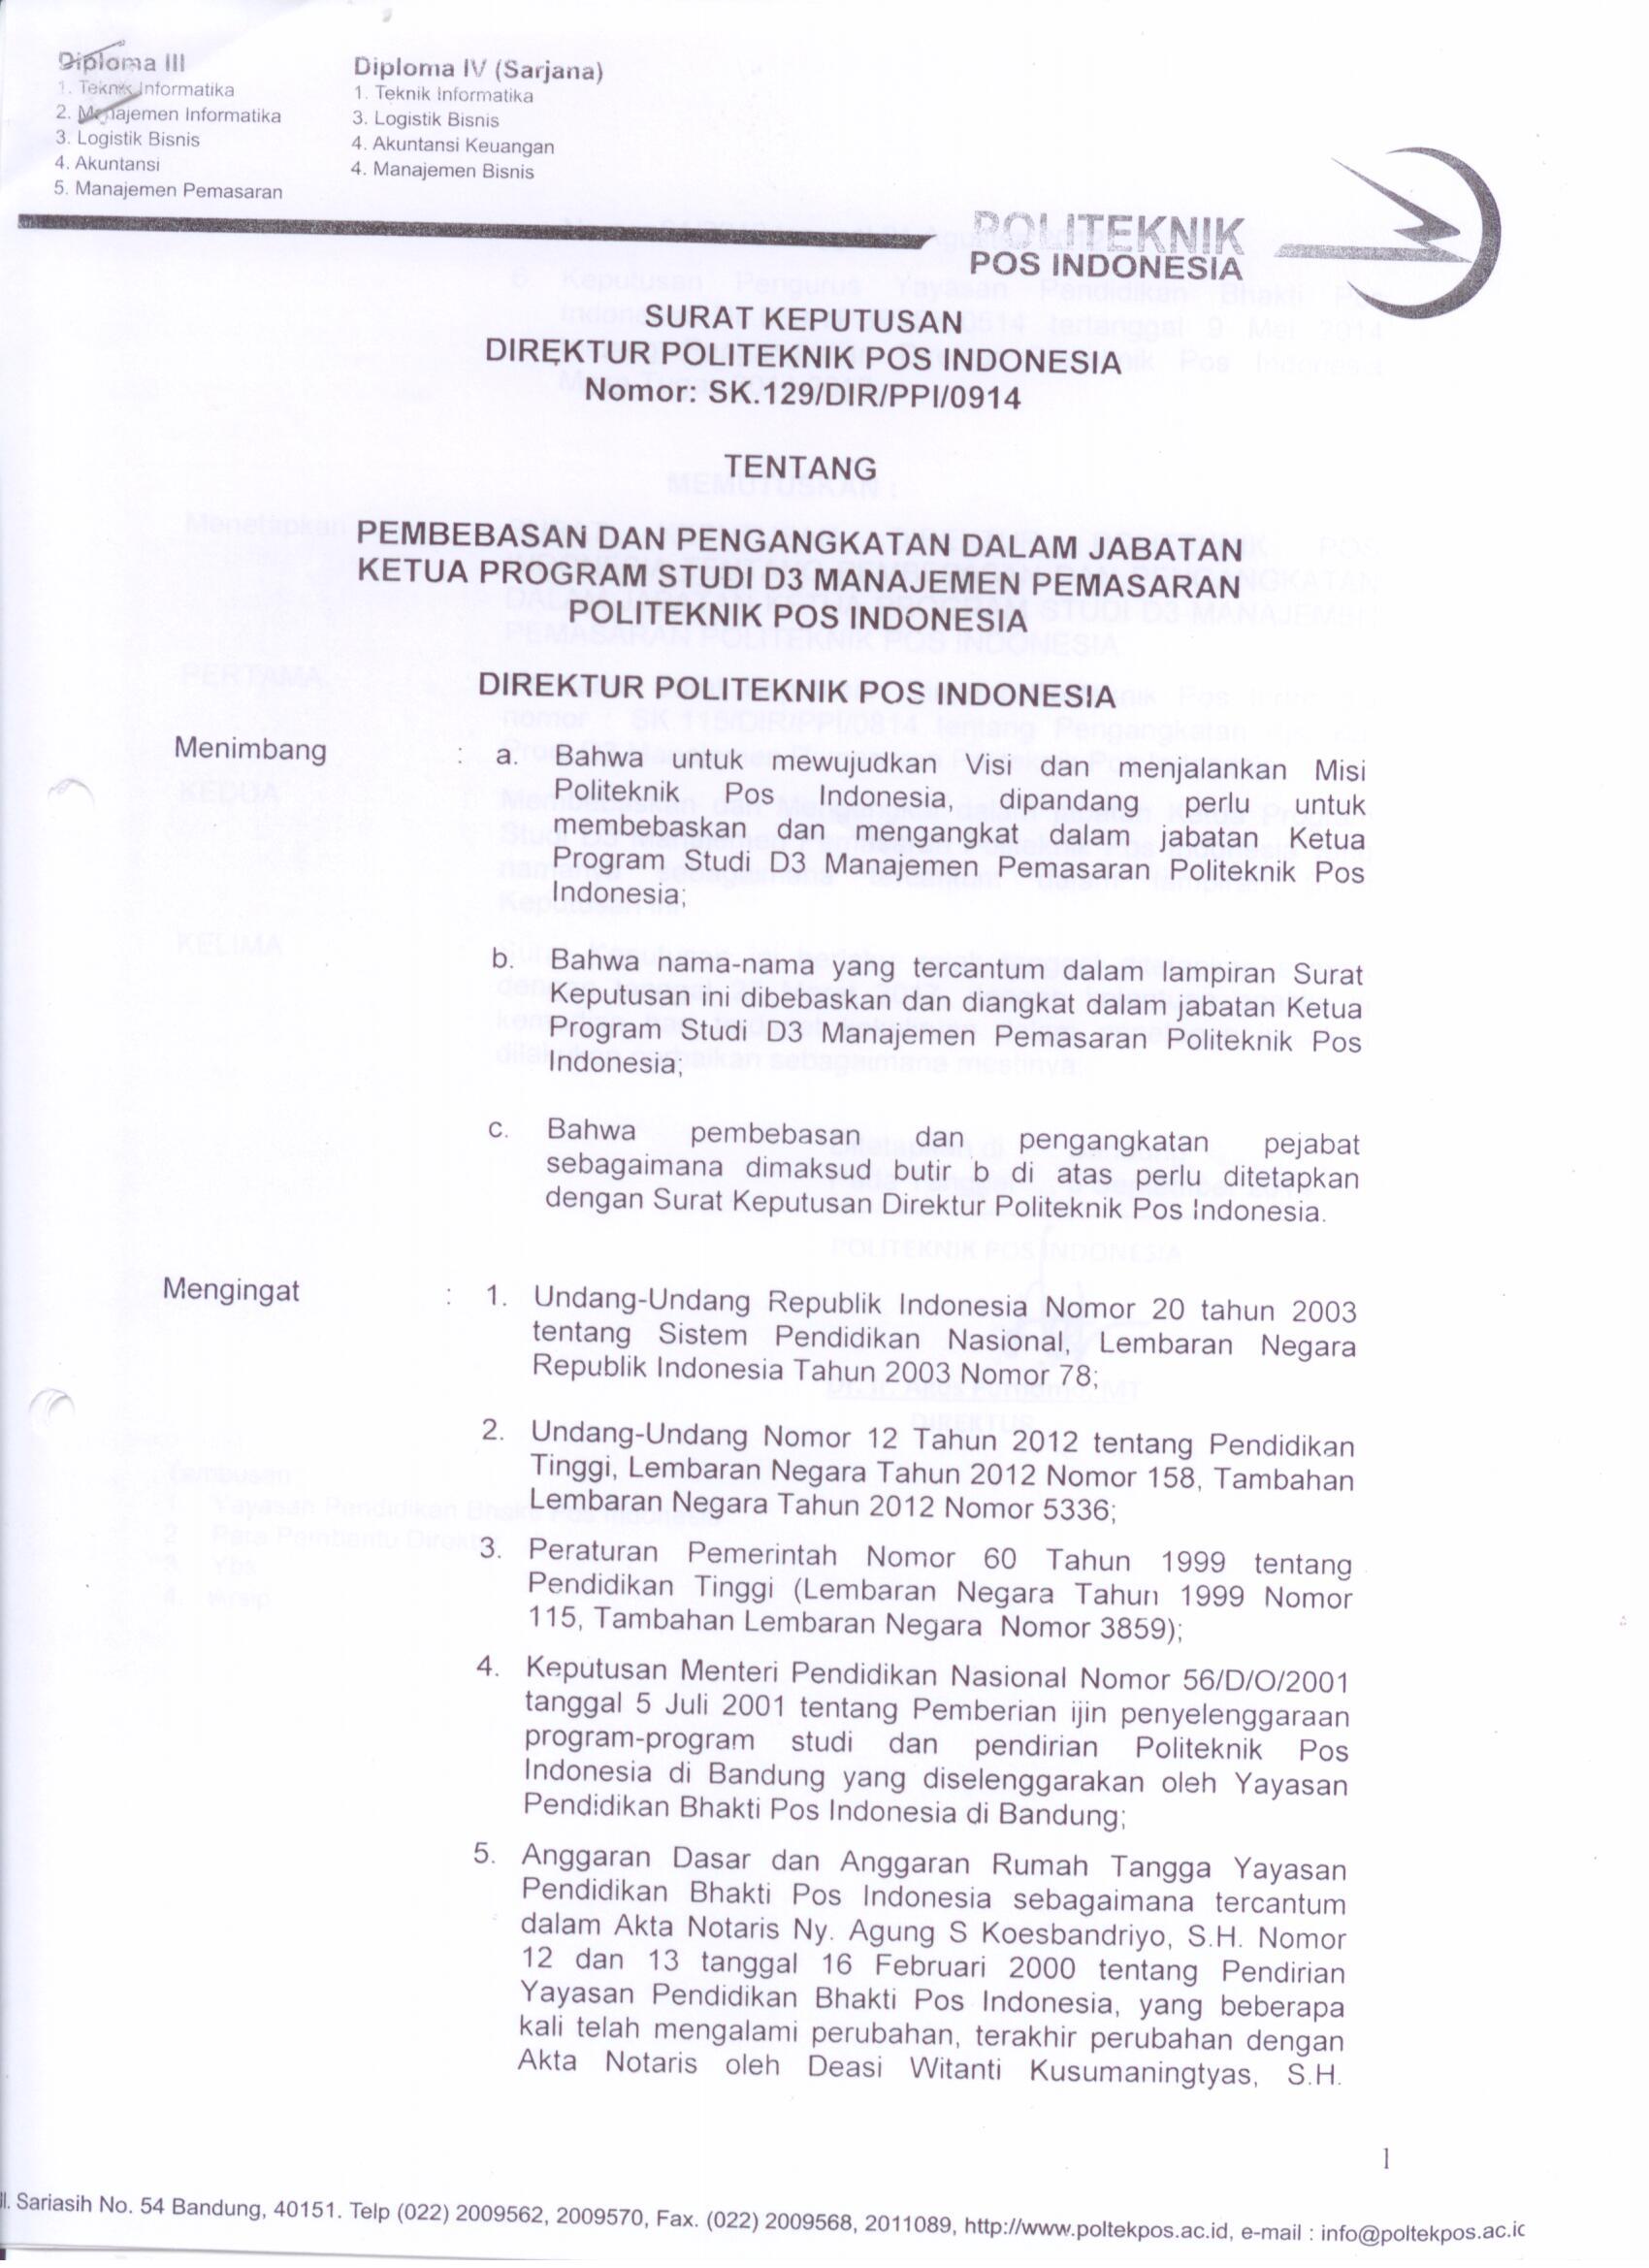 Diploma III
1. Teknik Informatika
2. Manajemen Informatika
3. Logistik Bisnis
4. Akuntansi
5. Manajemen Pemasaran
Diploma IV (Sarjana)
1. Teknik Informatika
3. Logistik Bisnis
4. Akuntansi Keuangan
4. Manajemen Bisnis
POLITEKNIK
POS INDONESIA
SURAT KEPUTUSAN
DIREKTUR POLITEKNIK POS INDONESIA
Nomor: SK.129/DIR/PPI/0914
TENTANG
PEMBEBASAN DAN PENGANGKATAN DALAM JABATAN
KETUA PROGRAM STUDI D3 MANAJEMEN PEMASARAN
POLITEKNIK POS INDONESIA
DIREKTUR POLITEKNIK POS INDONESIA
Menimbang : a. Bahwa untuk mewujudkan Visi dan menjalankan Misi
Politeknik Pos Indonesia, dipandang perlu untuk
membebaskan dan mengangkat dalam jabatan Ketua
Program Studi D3 Manajemen Pemasaran Politeknik Pos
Indonesia;
b. Bahwa nama-nama yang tercantum dalam lampiran Surat
Keputusan ini dibebaskan dan diangkat dalam jabatan Ketua
Program Studi D3 Manajemen Pemasaran Politeknik Pos
Indonesia;
c. Bahwa pembebasan dan pengangkatan pejabat
sebagaimana dimaksud butir b di atas perlu ditetapkan
dengan Surat Keputusan Direktur Politeknik Pos Indonesia.
Mengingat : 1. Undang-Undang Republik Indonesia Nomor 20 tahun 2003
tentang Sistem Pendidikan Nasional, Lembaran Negara
Republik Indonesia Tahun 2003 Nomor 78;
2. Undang-Undang Nomor 12 Tahun 2012 tentang Pendidikan
Tinggi, Lembaran Negara Tahun 2012 Nomor 158, Tambahan
Lembaran Negara Tahun 2012 Nomor 5336;
3. Peraturan Pemerintah Nomor 60 Tahun 1999 tentang
Pendidikan Tinggi (Lembaran Negara Tahun 1999 Nomor
115, Tambahan Lembaran Negara Nomor 3859);
4. Keputusan Menteri Pendidikan Nasional Nomor 56/D/O/2001
tanggal 5 Juli 2001 tentang Pemberian ijin penyelenggaraan
program-program studi dan pendirian Politeknik Pos
Indonesia di Bandung yang diselenggarakan oleh Yayasan
Pendidikan Bhakti Pos Indonesia di Bandung;
5. Anggaran Dasar dan Anggaran Rumah Tangga Yayasan
Pendidikan Bhakti Pos Indonesia sebagaimana tercantum
dalam Akta Notaris Ny. Agung S Koesbandriyo, S.H. Nomor
12 dan 13 tanggal 16 Februari 2000 tentang Pendirian
Yayasan Pendidikan Bhakti Pos Indonesia, yang beberapa
kali telah mengalami perubahan, terakhir perubahan dengan
Akta Notaris oleh Deasi Witanti Kusumaningtyas, S.H.
1
Jl. Sariasih No. 54 Bandung, 40151. Telp (022) 2009562, 2009570, Fax. (022) 2009568, 2011089, http://www.poltekpos.ac.id, e-mail : info@poltekpos.ac.id